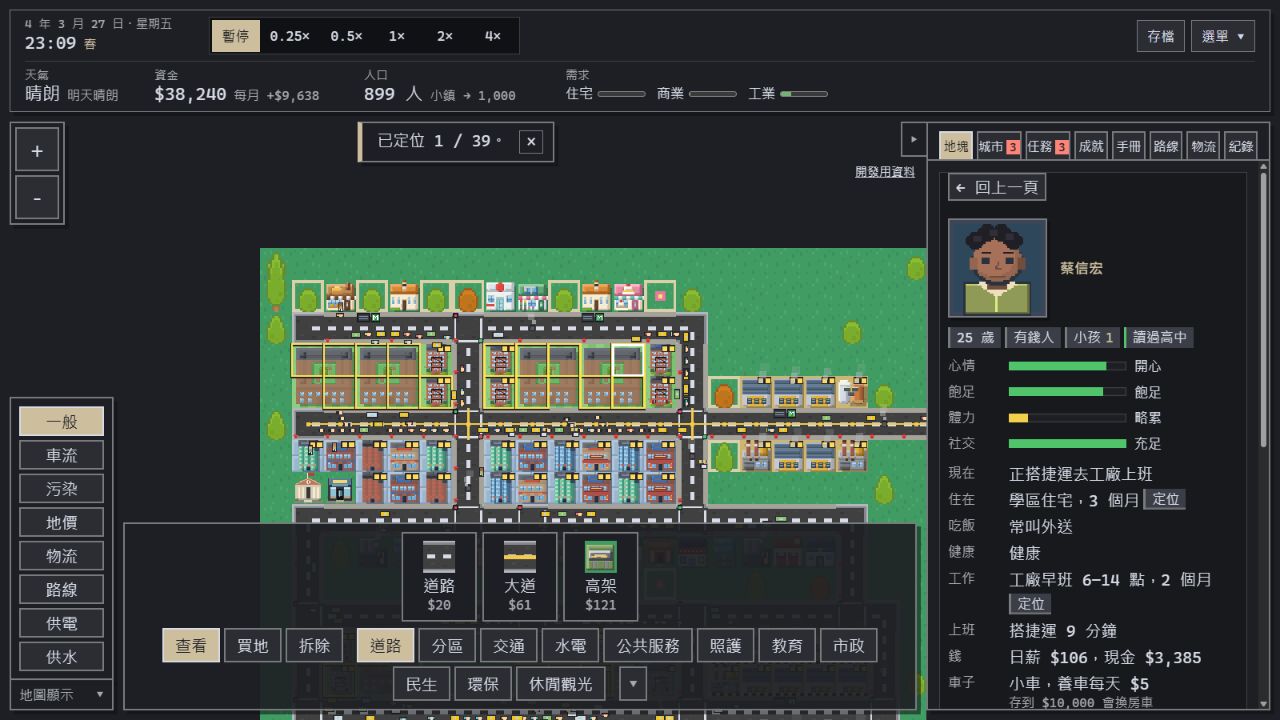 4 年 3 月 27 日·星期五
23:09 春
暫停 0.25× 0.5× 1× 2× 4×
存檔 選單 ▼
天氣
晴朗 明天晴朗
資金
$38,240 每月 +$9,638
人口
899 人 小鎮 → 1,000
需求
住宅 商業 工業
+
-
已定位 1 / 39。 ×
開發用資料
地塊 城市 3 任務 3 成就 手冊 路線 物流 紀錄
← 回上一頁
蔡信宏
25 歲 有錢人 小孩 1 讀過高中
心情 開心
飽足 飽足
體力 略累
社交 充足
現在 正搭捷運去工廠上班
住在 學區住宅，3 個月 定位
吃飯 常叫外送
健康 健康
工作 工廠早班 6–14 點，2 個月
定位
上班 搭捷運 9 分鐘
錢 日薪 $106，現金 $3,385
車子 小車，養車每天 $5
存到 $10,000 會換房車
一般
車流
污染
地價
物流
路線
供電
供水
地圖顯示 ▼
道路 $20
大道 $61
高架 $121
查看 買地 拆除 道路 分區 交通 水電 公共服務 照護 教育 市政
民生 環保 休閒觀光 ▼